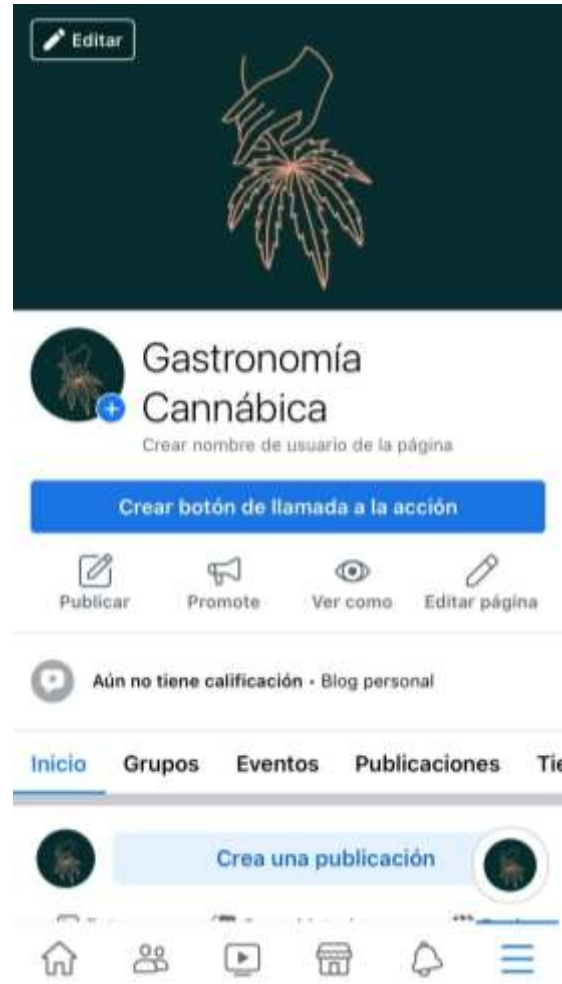 Editar
Gastronomía
Cannábica
Crear nombre de usuario de la página
Crear botón de llamada a la acción
Publicar Promote Ver como Editar página
Aún no tiene calificación · Blog personal
Inicio Grupos Eventos Publicaciones Tie
Crea una publicación